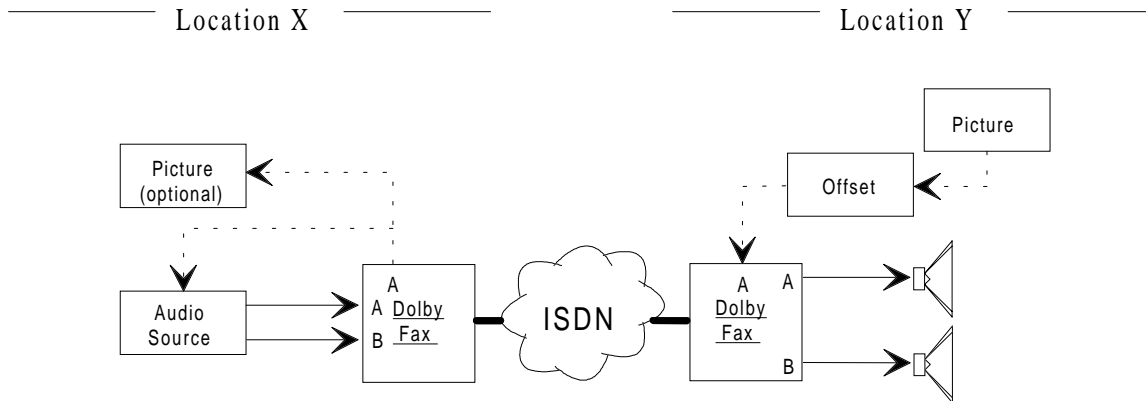 Location X
Location Y
Picture
Picture
(optional)
Offset
A
A
A
A
Dolby
Fax
B
Audio
Source
ISDN
Dolby
Fax
B